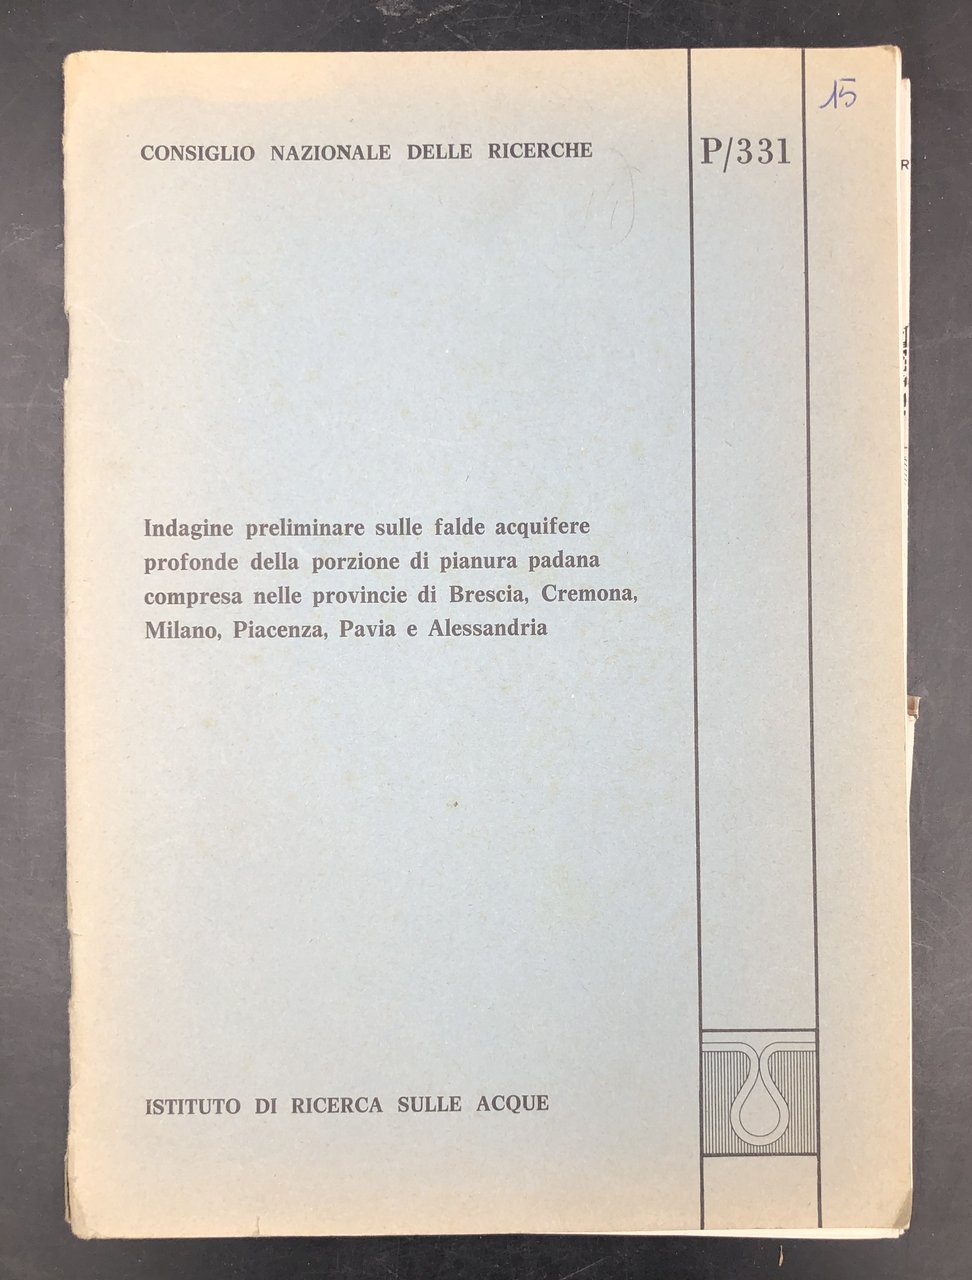 15
CONSIGLIO NAZIONALE DELLE RICERCHE
P/331
R
Indagine preliminare sulle falde acquifere
profonde della porzione di pianura padana
compresa nelle provincie di Brescia, Cremona,
Milano, Piacenza, Pavia e Alessandria
ISTITUTO DI RICERCA SULLE ACQUE